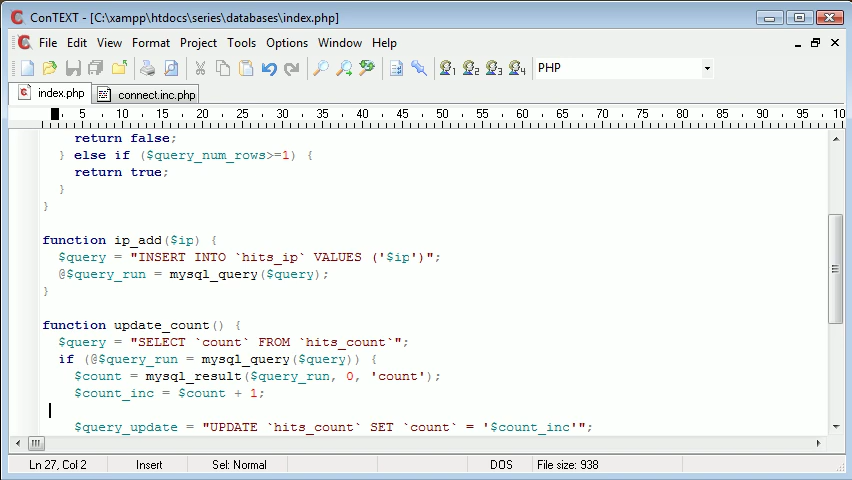 ConTEXT - [C:\xampp\htdocs\series\databases\index.php]
File Edit View Format Project Tools Options Window Help
1 2 3 4 PHP
index.php connect.inc.php
5 10 15 20 25 30 35 40 45 50 55 60 65 70 75 80 85 90 95 10
return false;
} else if ($query_num_rows>=1) {
return true;
}
}
function ip_add($ip) {
$query = "INSERT INTO `hits_ip` VALUES ('$ip')";
@$query_run = mysql_query($query);
}
function update_count() {
$query = "SELECT `count` FROM `hits_count`";
if (@$query_run = mysql_query($query)) {
$count = mysql_result($query_run, 0, 'count');
$count_inc = $count + 1;
$query_update = "UPDATE `hits_count` SET `count` = '$count_inc'";
Ln 27, Col 2 Insert Sel: Normal DOS File size: 938